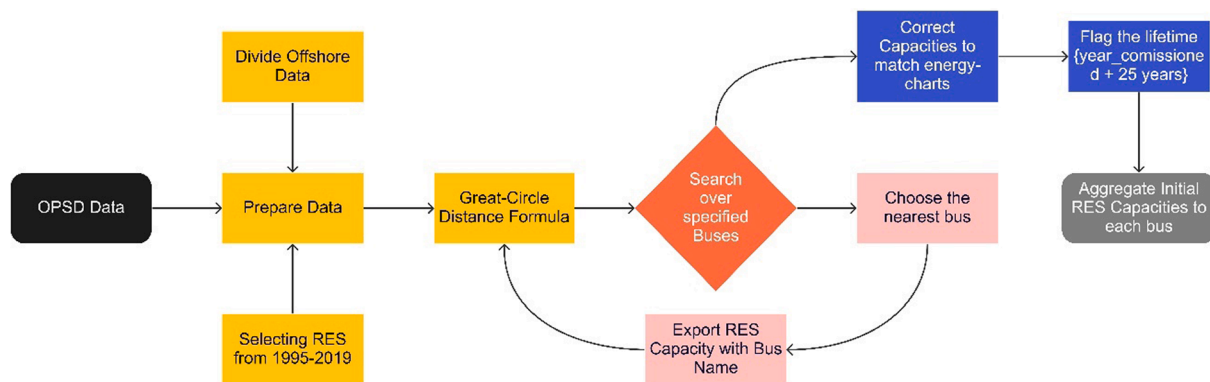 Divide Offshore
Data
OPSD Data
Prepare Data
Selecting RES
from 1995-2019
Great-Circle
Distance Formula
Search
over
specified
Buses
Correct
Capacities to
match energy-
charts
Flag the lifetime
{year_comissione
d + 25 years}
Choose the
nearest bus
Export RES
Capacity with Bus
Name
Aggregate Initial
RES Capacities to
each bus